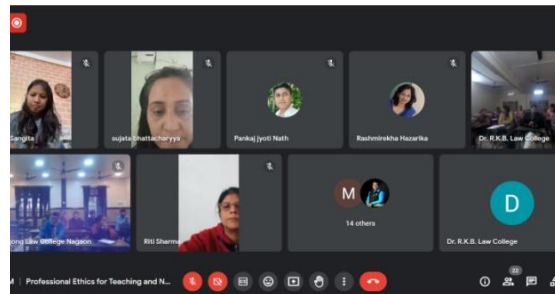 Sangita
sujata bhattacharyya
Pankaj jyoti Nath
Rashmirekha Hazarika
Dr. R.K.B. Law College
ong Law College Nagaon
Riti Sharma
M
14 others
D
Dr. R.K.B. Law College
M | Professional Ethics for Teaching and N...
22